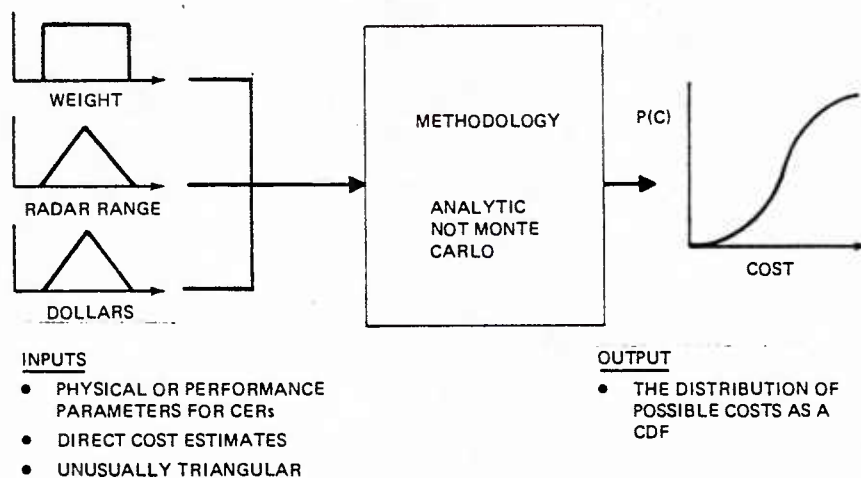 WEIGHT
RADAR RANGE
DOLLARS
METHODOLOGY
ANALYTIC
NOT MONTE
CARLO
P(C)
COST
INPUTS
• PHYSICAL OR PERFORMANCE
PARAMETERS FOR CERs
• DIRECT COST ESTIMATES
• UNUSUALLY TRIANGULAR
OUTPUT
• THE DISTRIBUTION OF
POSSIBLE COSTS AS A
CDF